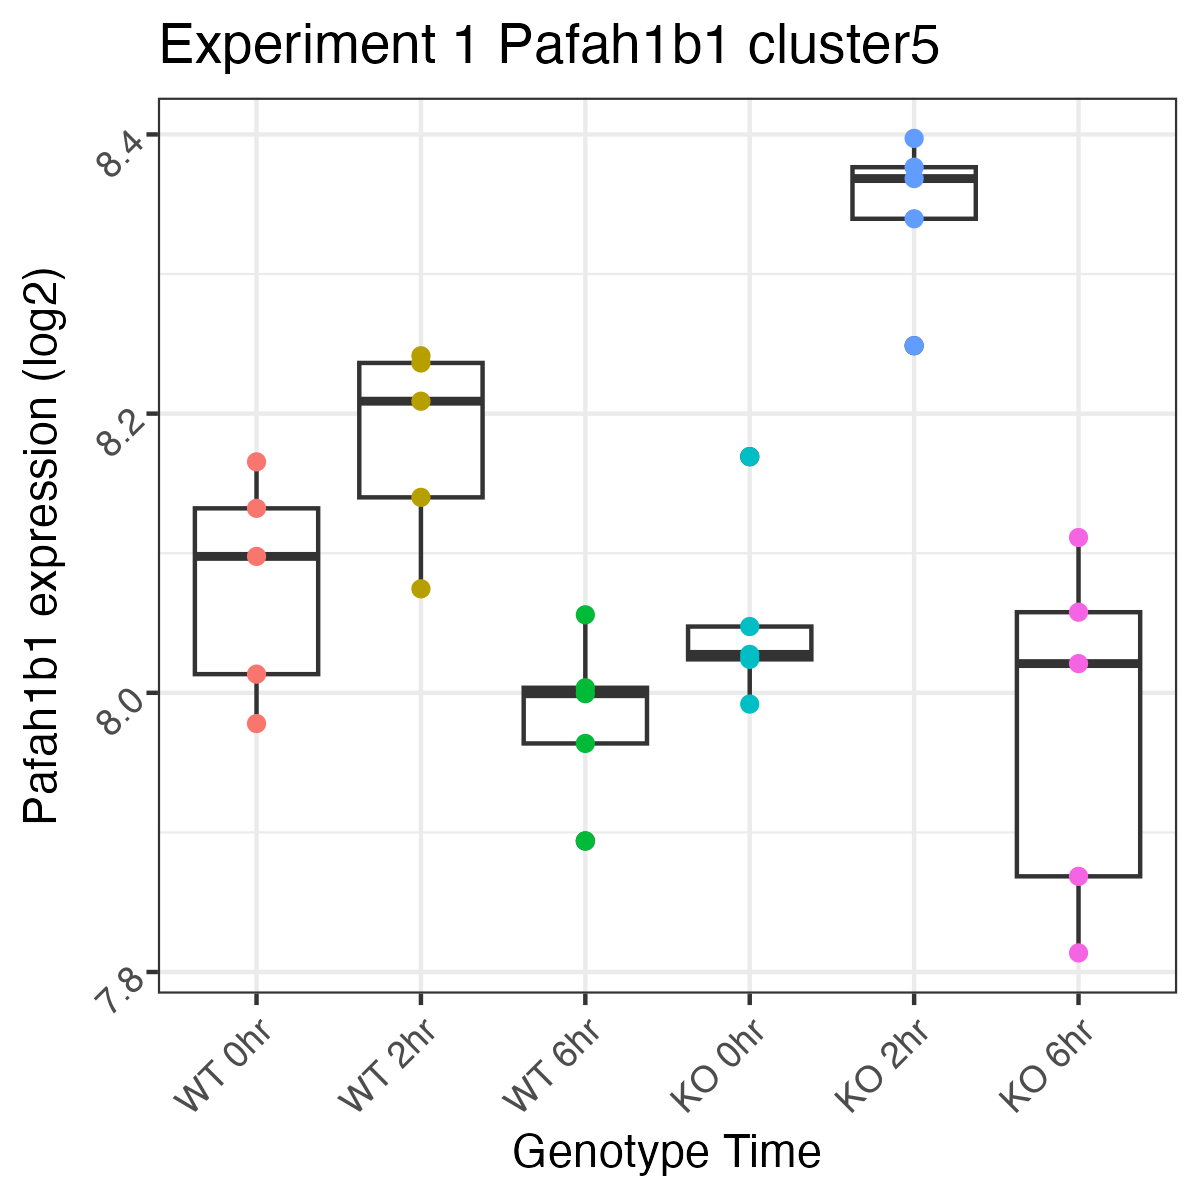 Experiment 1 Pafah1b1 cluster5
Pafah1b1 expression (log2)
8.4
8.2
8.0
7.8
WT 0hr
WT 2hr
WT 6hr
KO 0hr
KO 2hr
KO 6hr
Genotype Time